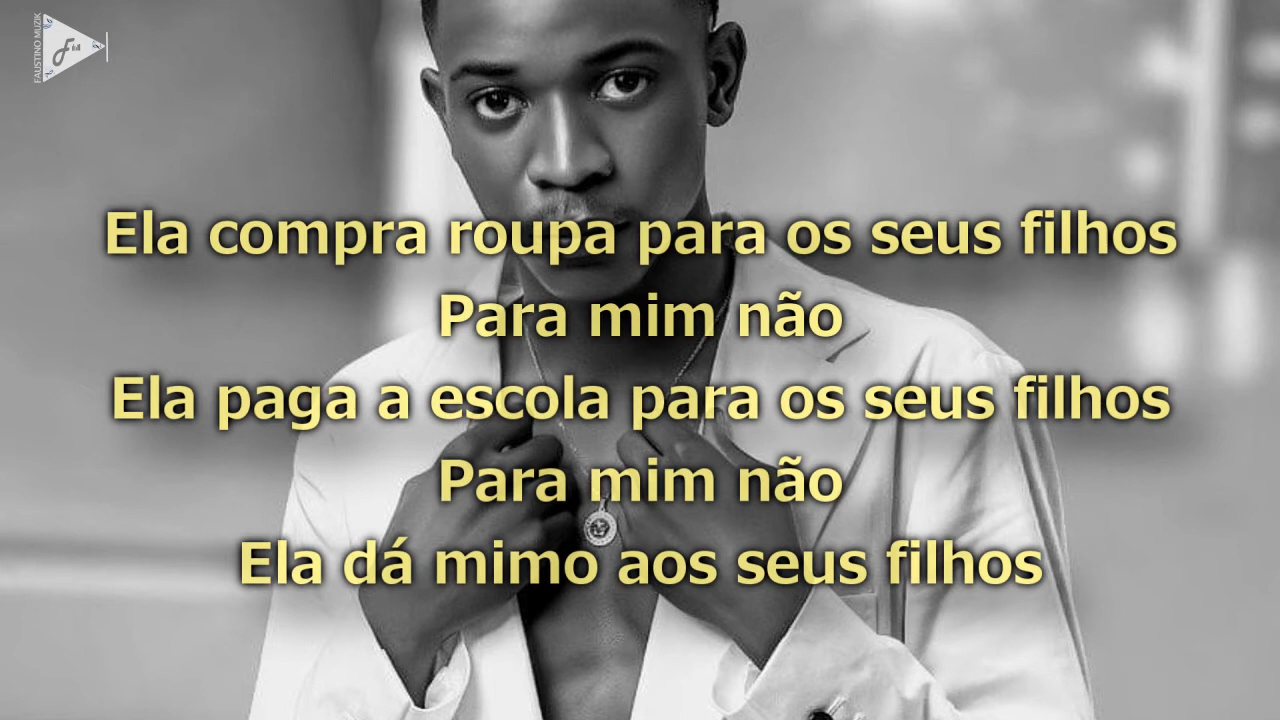 FAUSTINO MUZIK
Ela compra roupa para os seus filhos
Para mim não
Ela paga a escola para os seus filhos
Para mim não
Ela dá mimo aos seus filhos